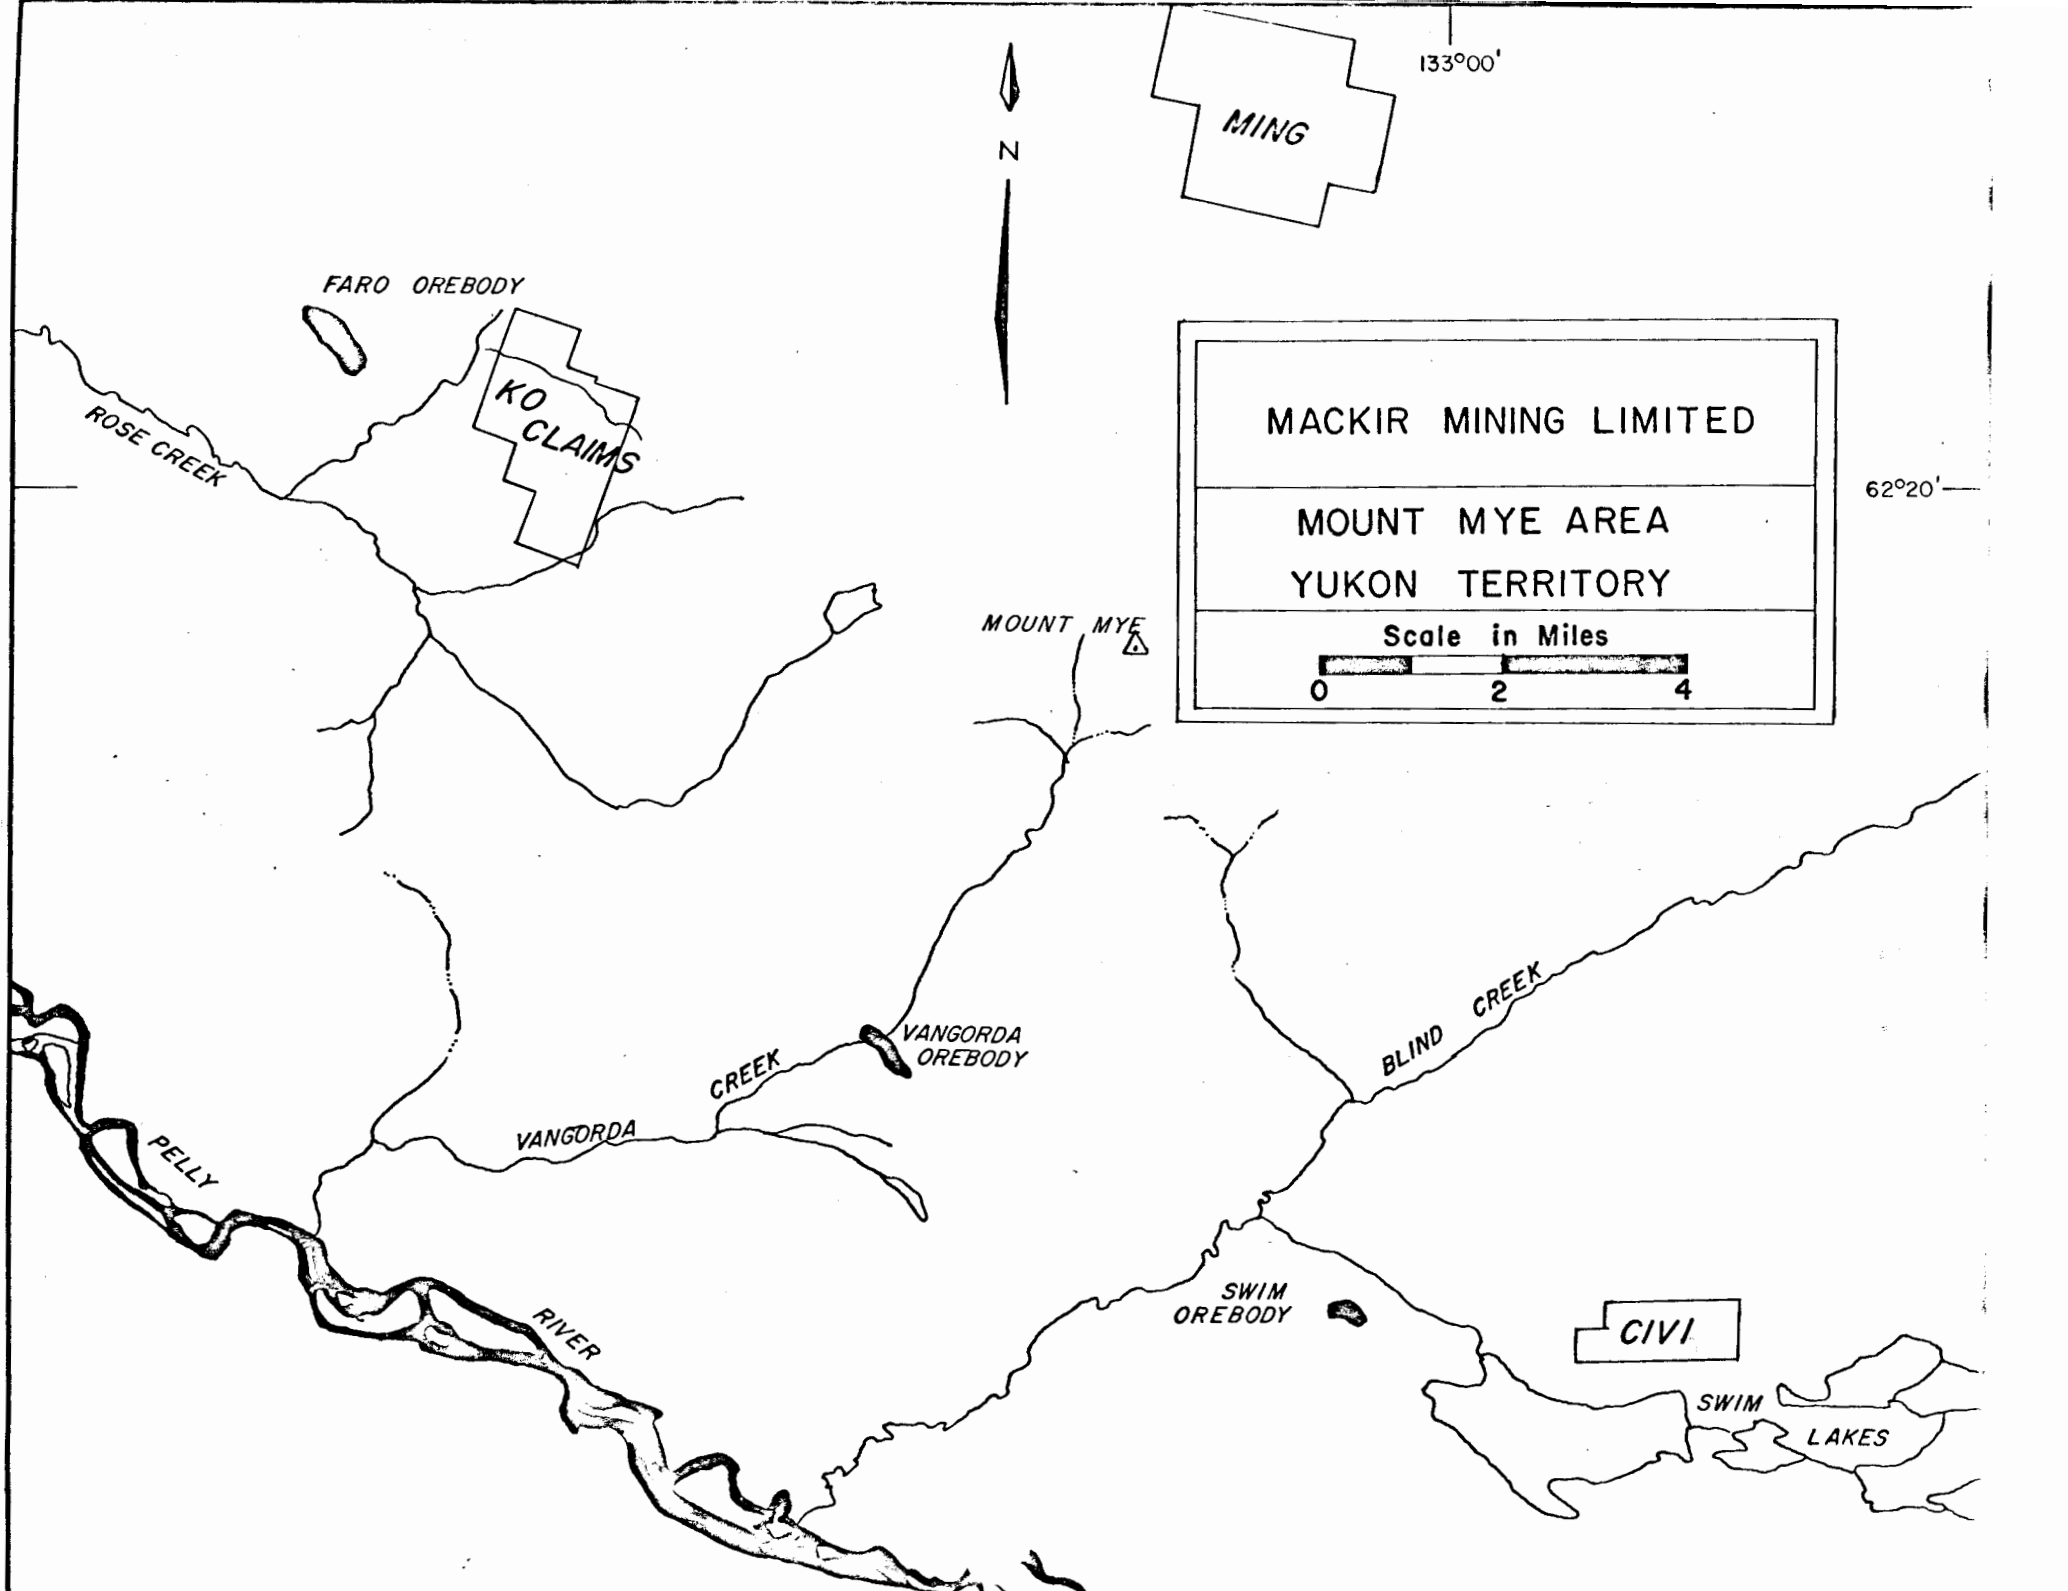 133°00'
N
MING
FARO OREBODY
KO
CLAIMS
ROSE CREEK
MACKIR MINING LIMITED
62°20'
MOUNT MYE AREA
YUKON TERRITORY
Scale in Miles
0 2 4
MOUNT MYE
BLIND CREEK
VANGORDA
OREBODY
VANGORDA CREEK
PELLY RIVER
SWIM
OREBODY
CIVI
SWIM
LAKES